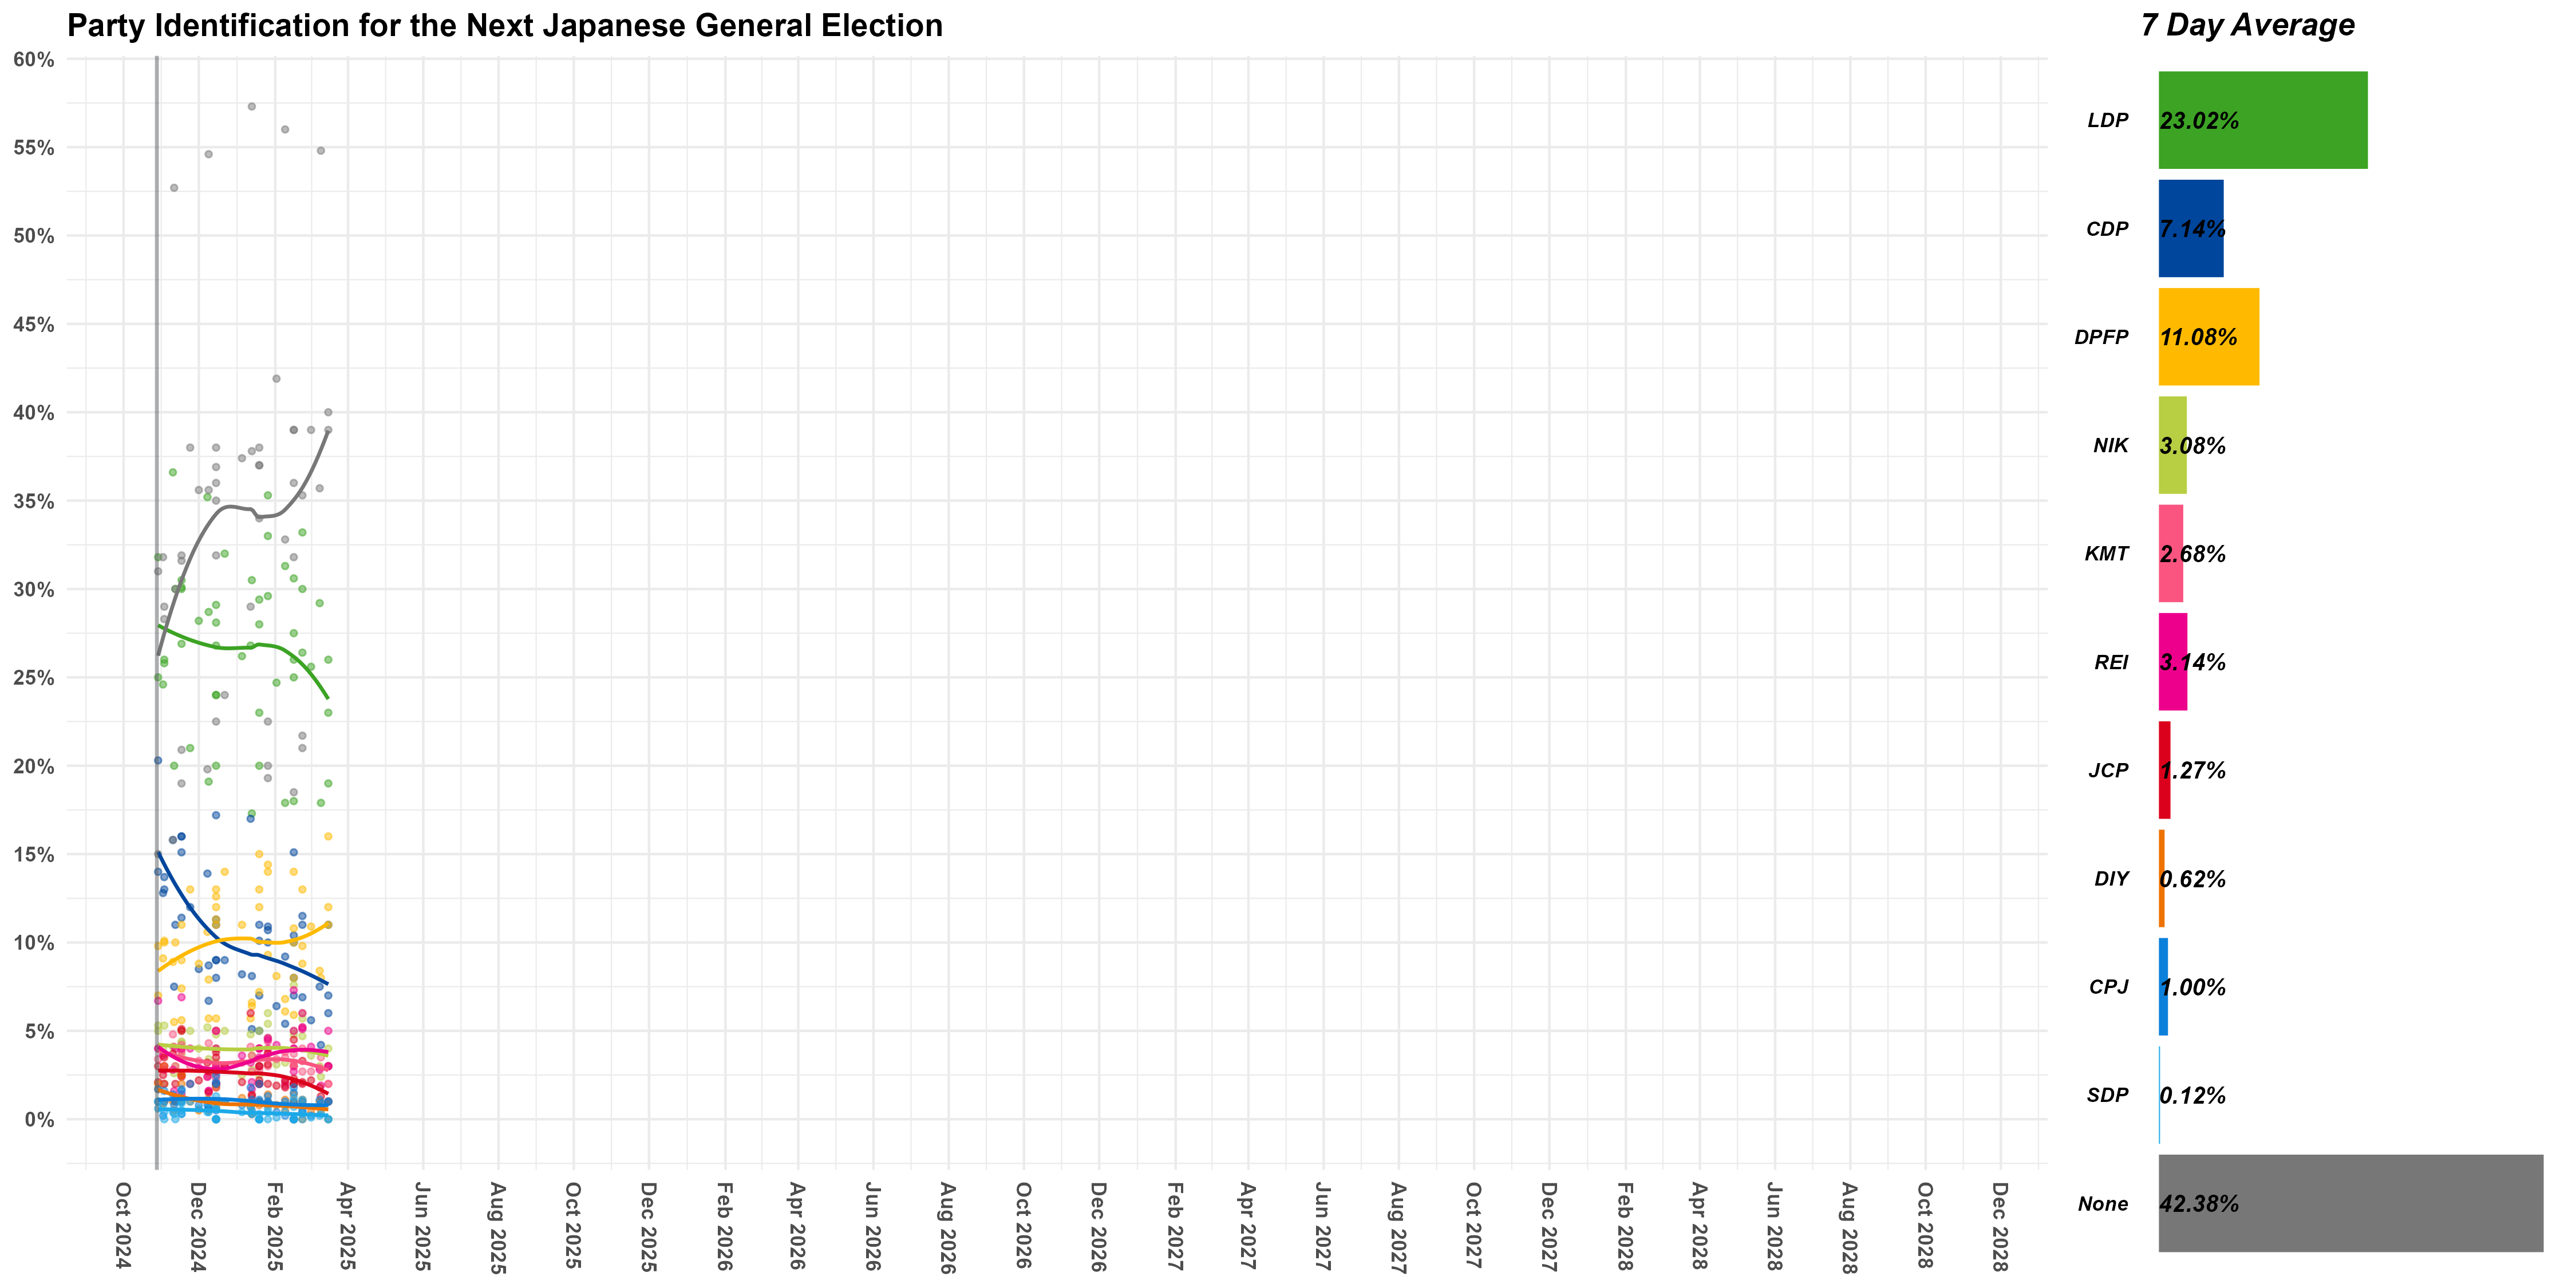 Party Identification for the Next Japanese General Election
60%
55%
50%
45%
40%
35%
30%
25%
20%
15%
10%
5%
0%
Oct 2024
Dec 2024
Feb 2025
Apr 2025
Jun 2025
Aug 2025
Oct 2025
Dec 2025
Feb 2026
Apr 2026
Jun 2026
Aug 2026
Oct 2026
Dec 2026
Feb 2027
Apr 2027
Jun 2027
Aug 2027
Oct 2027
Dec 2027
Feb 2028
Apr 2028
Jun 2028
Aug 2028
Oct 2028
Dec 2028
7 Day Average
LDP 23.02%
CDP 7.14%
DPFP 11.08%
NIK 3.08%
KMT 2.68%
REI 3.14%
JCP 1.27%
DIY 0.62%
CPJ 1.00%
SDP 0.12%
None 42.38%